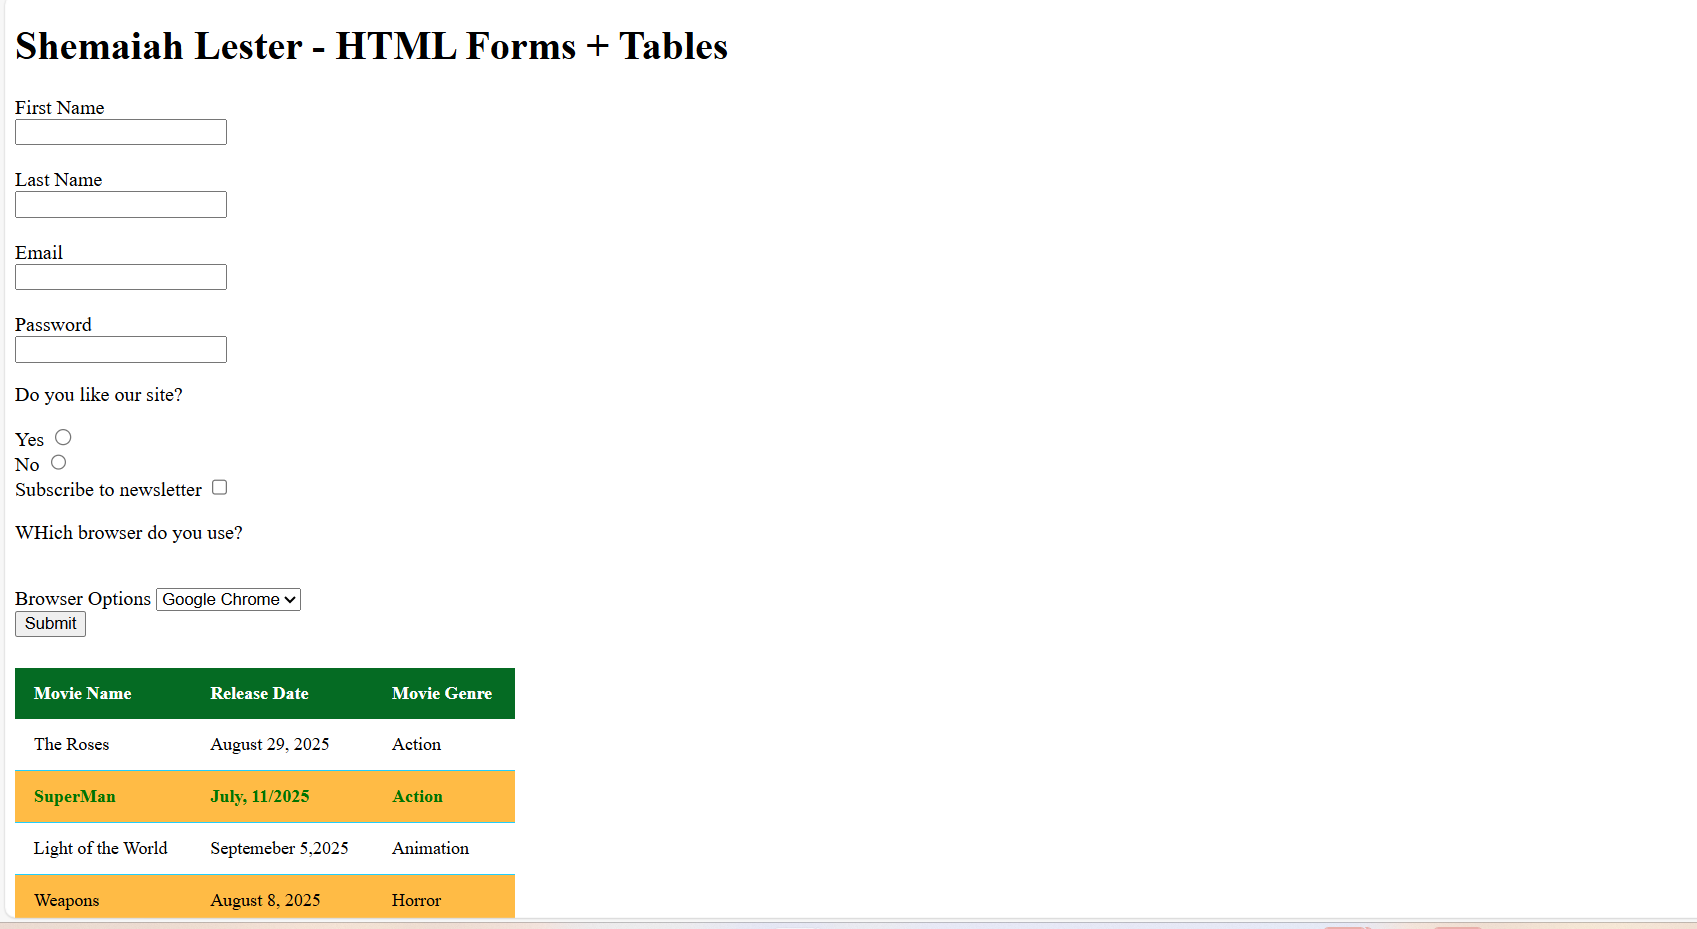 Shemaiah Lester - HTML Forms + Tables
First Name
Last Name
Email
Password
Do you like our site?
Yes
No
Subscribe to newsletter
WHich browser do you use?
Browser Options Google Chrome
Submit
Movie Name Release Date Movie Genre
The Roses August 29, 2025 Action
SuperMan July, 11/2025 Action
Light of the World Septemeber 5,2025 Animation
Weapons August 8, 2025 Horror